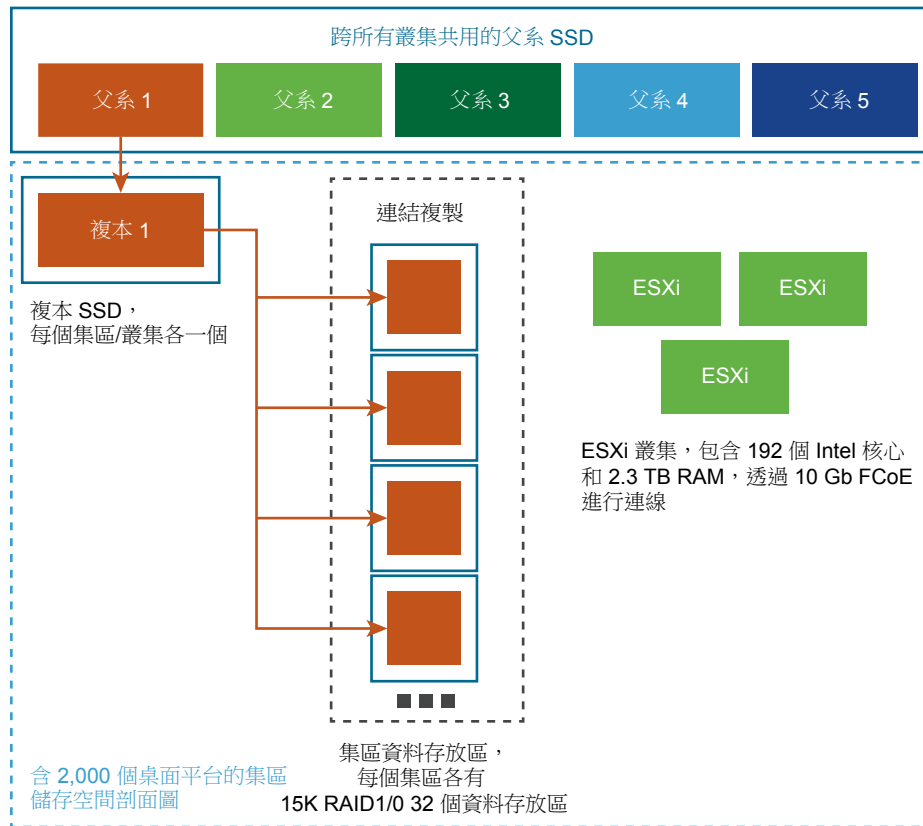 跨所有叢集共用的父系 SSD
父系 1
父系 2
父系 3
父系 4
父系 5
複本 1
複本 SSD，
每個集區/叢集各一個
連結複製
ESXi
ESXi
ESXi
ESXi 叢集，包含 192 個 Intel 核心
和 2.3 TB RAM，透過 10 Gb FCoE
進行連線
集區資料存放區，
每個集區各有
15K RAID1/0 32 個資料存放區
含 2,000 個桌面平台的集區
儲存空間剖面圖